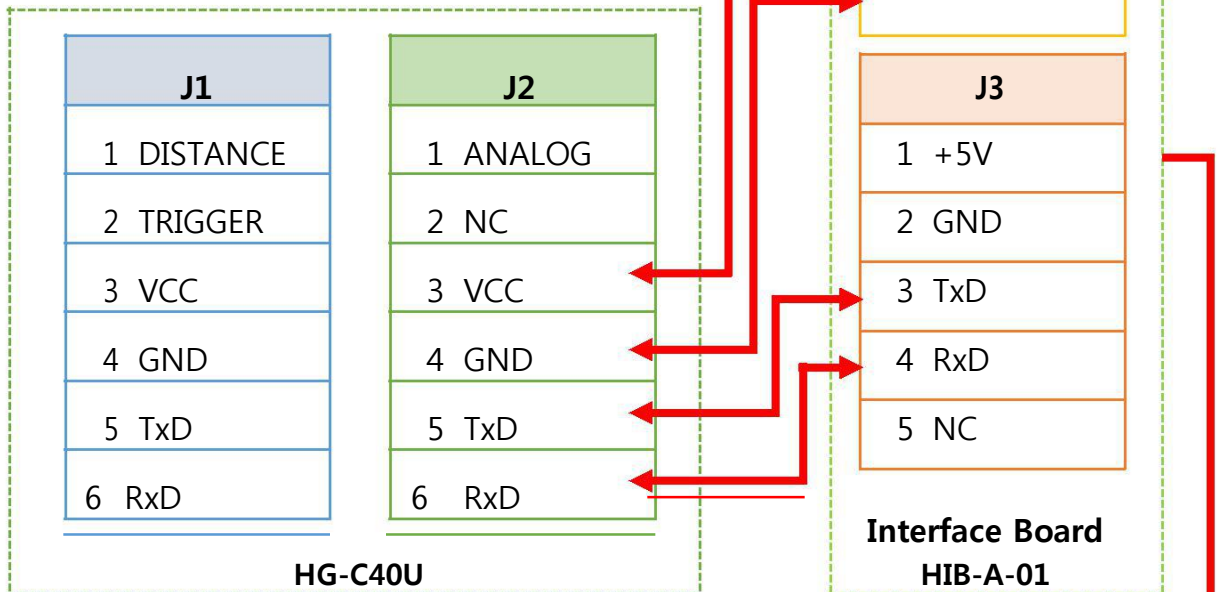 J1
1 DISTANCE
2 TRIGGER
3 VCC
4 GND
5 TxD
6 RxD
J2
1 ANALOG
2 NC
3 VCC
4 GND
5 TxD
6 RxD
HG-C40U
J3
1 +5V
2 GND
3 TxD
4 RxD
5 NC
Interface Board
HIB-A-01